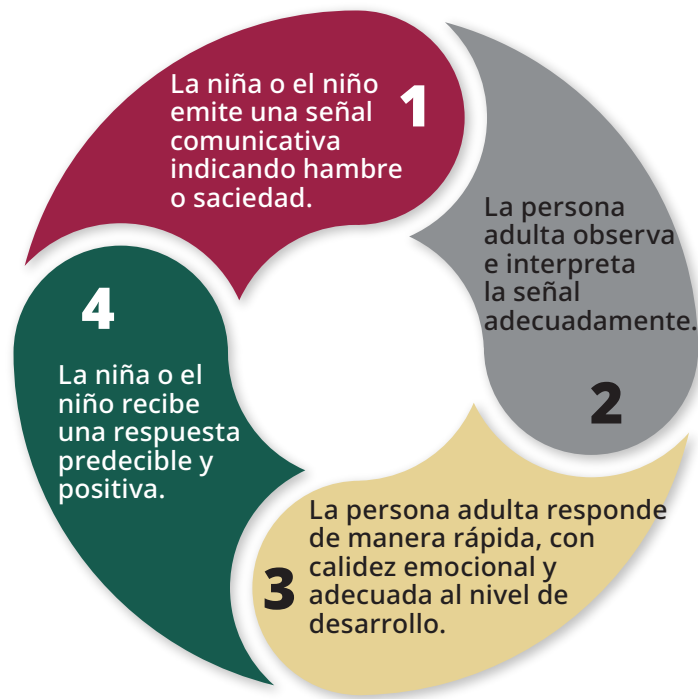 La niña o el niño
emite una señal
comunicativa
indicando hambre
o saciedad.
1
La persona
adulta observa
e interpreta
la señal
adecuadamente.
2
La persona adulta responde
de manera rápida, con
calidez emocional y
adecuada al nivel de
desarrollo.
3
4
La niña o el
niño recibe
una respuesta
predecible y
positiva.